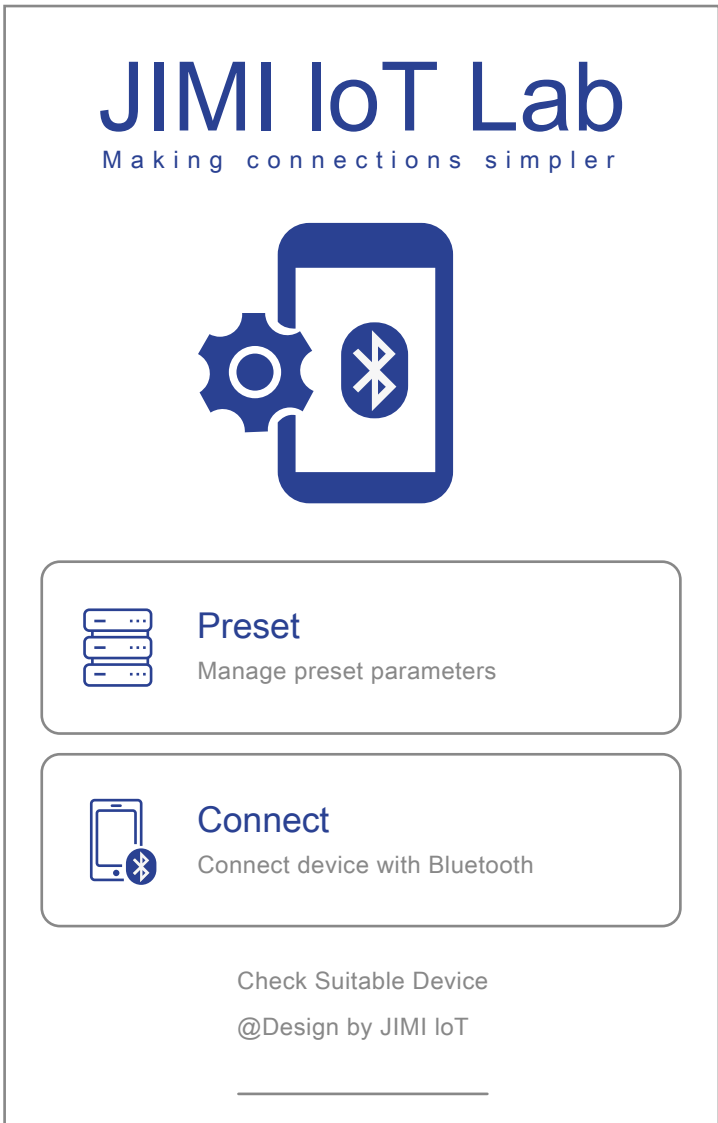 JIMI IoT Lab
Making connections simpler
Preset
Manage preset parameters
Connect
Connect device with Bluetooth
Check Suitable Device
@Design by JIMI IoT